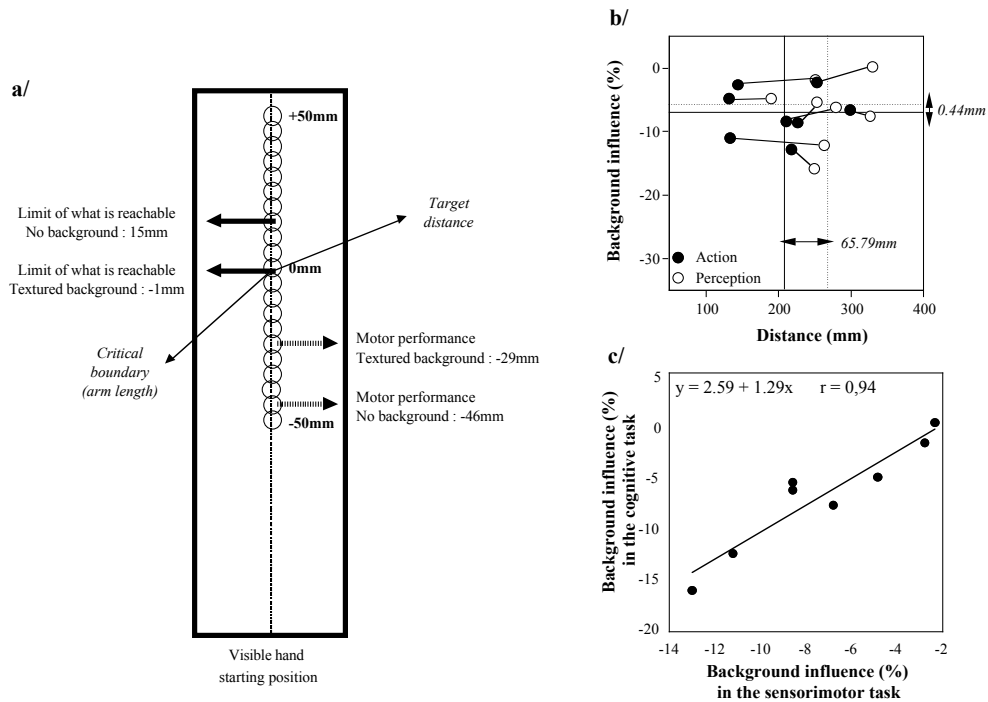 a/
+50mm
Limit of what is reachable
No background : 15mm
Target
distance
Limit of what is reachable
Textured background : -1mm
0mm
Critical
boundary
(arm length)
Motor performance
Textured background : -29mm
Motor performance
No background : -46mm
-50mm
Visible hand
starting position
b/
Background influence (%)
0
-10
-20
-30
0.44mm
65.79mm
Action
Perception
100
200
300
400
Distance (mm)
c/
y = 2.59 + 1.29x r = 0,94
Background influence (%)
in the cognitive task
5
0
-5
-10
-15
-20
-14
-12
-10
-8
-6
-4
-2
Background influence (%)
in the sensorimotor task